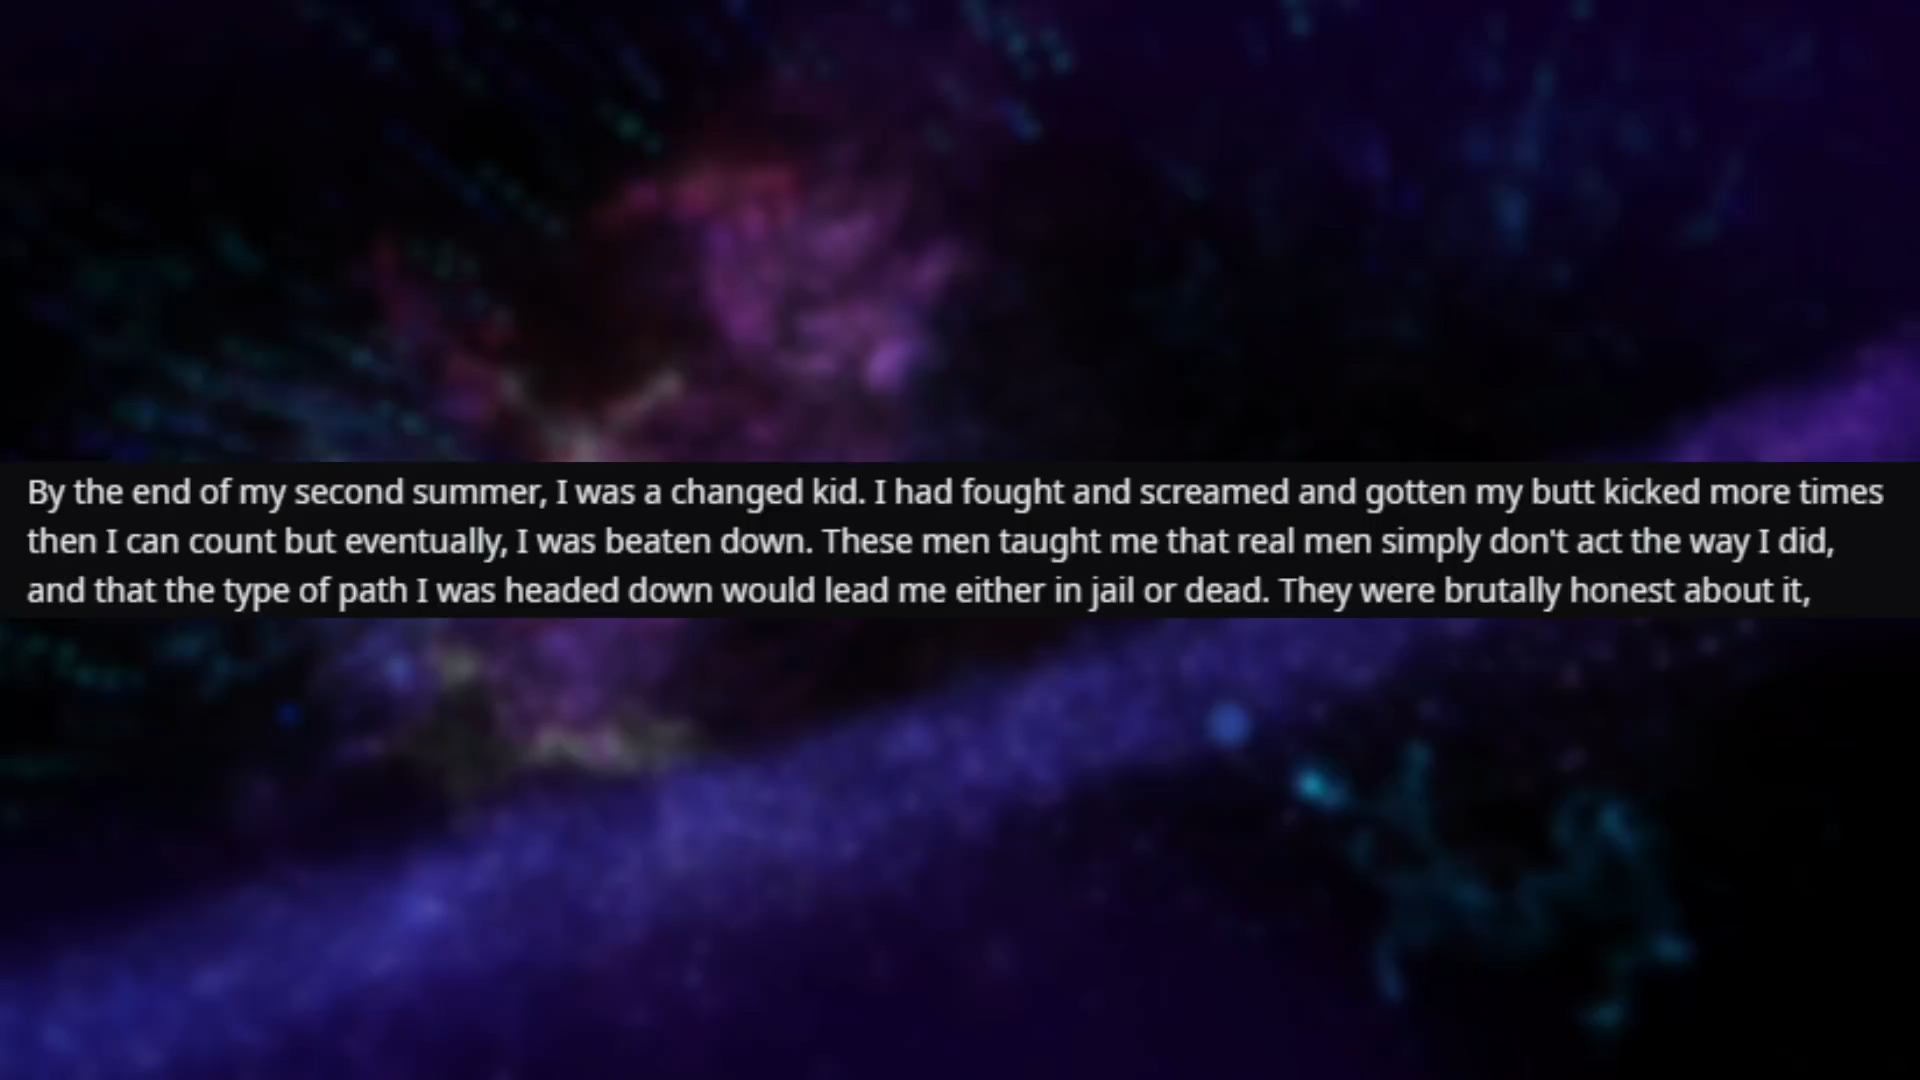 By the end of my second summer, I was a changed kid. I had fought and screamed and gotten my butt kicked more times
then I can count but eventually, I was beaten down. These men taught me that real men simply don't act the way I did,
and that the type of path I was headed down would lead me either in jail or dead. They were brutally honest about it,